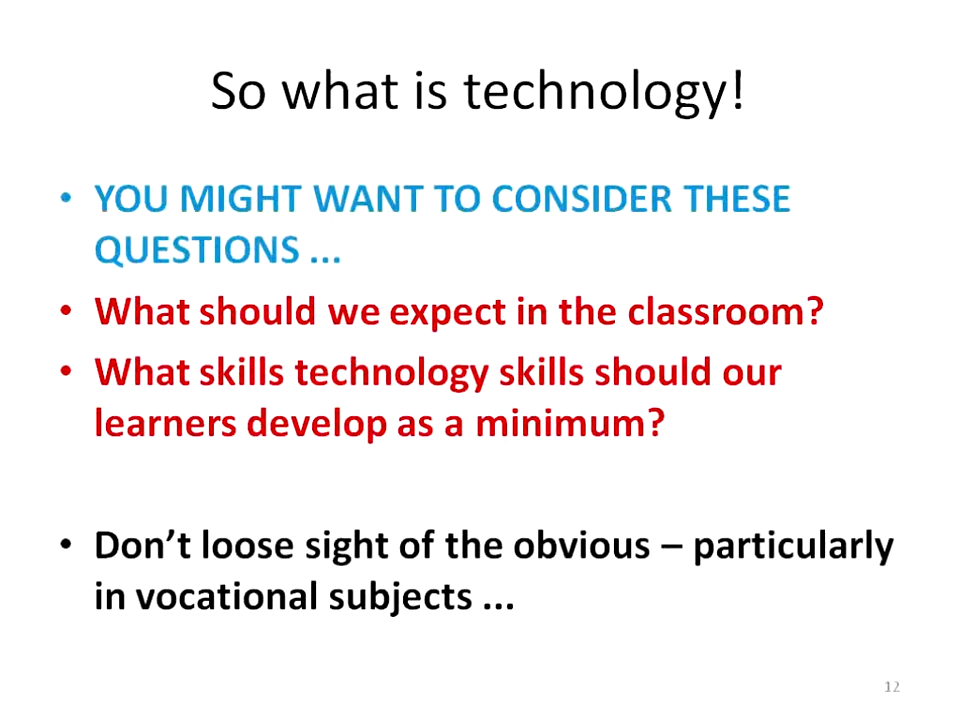 So what is technology!
• YOU MIGHT WANT TO CONSIDER THESE
QUESTIONS ...
• What should we expect in the classroom?
• What skills technology skills should our
learners develop as a minimum?
• Don’t loose sight of the obvious – particularly
in vocational subjects ...
12